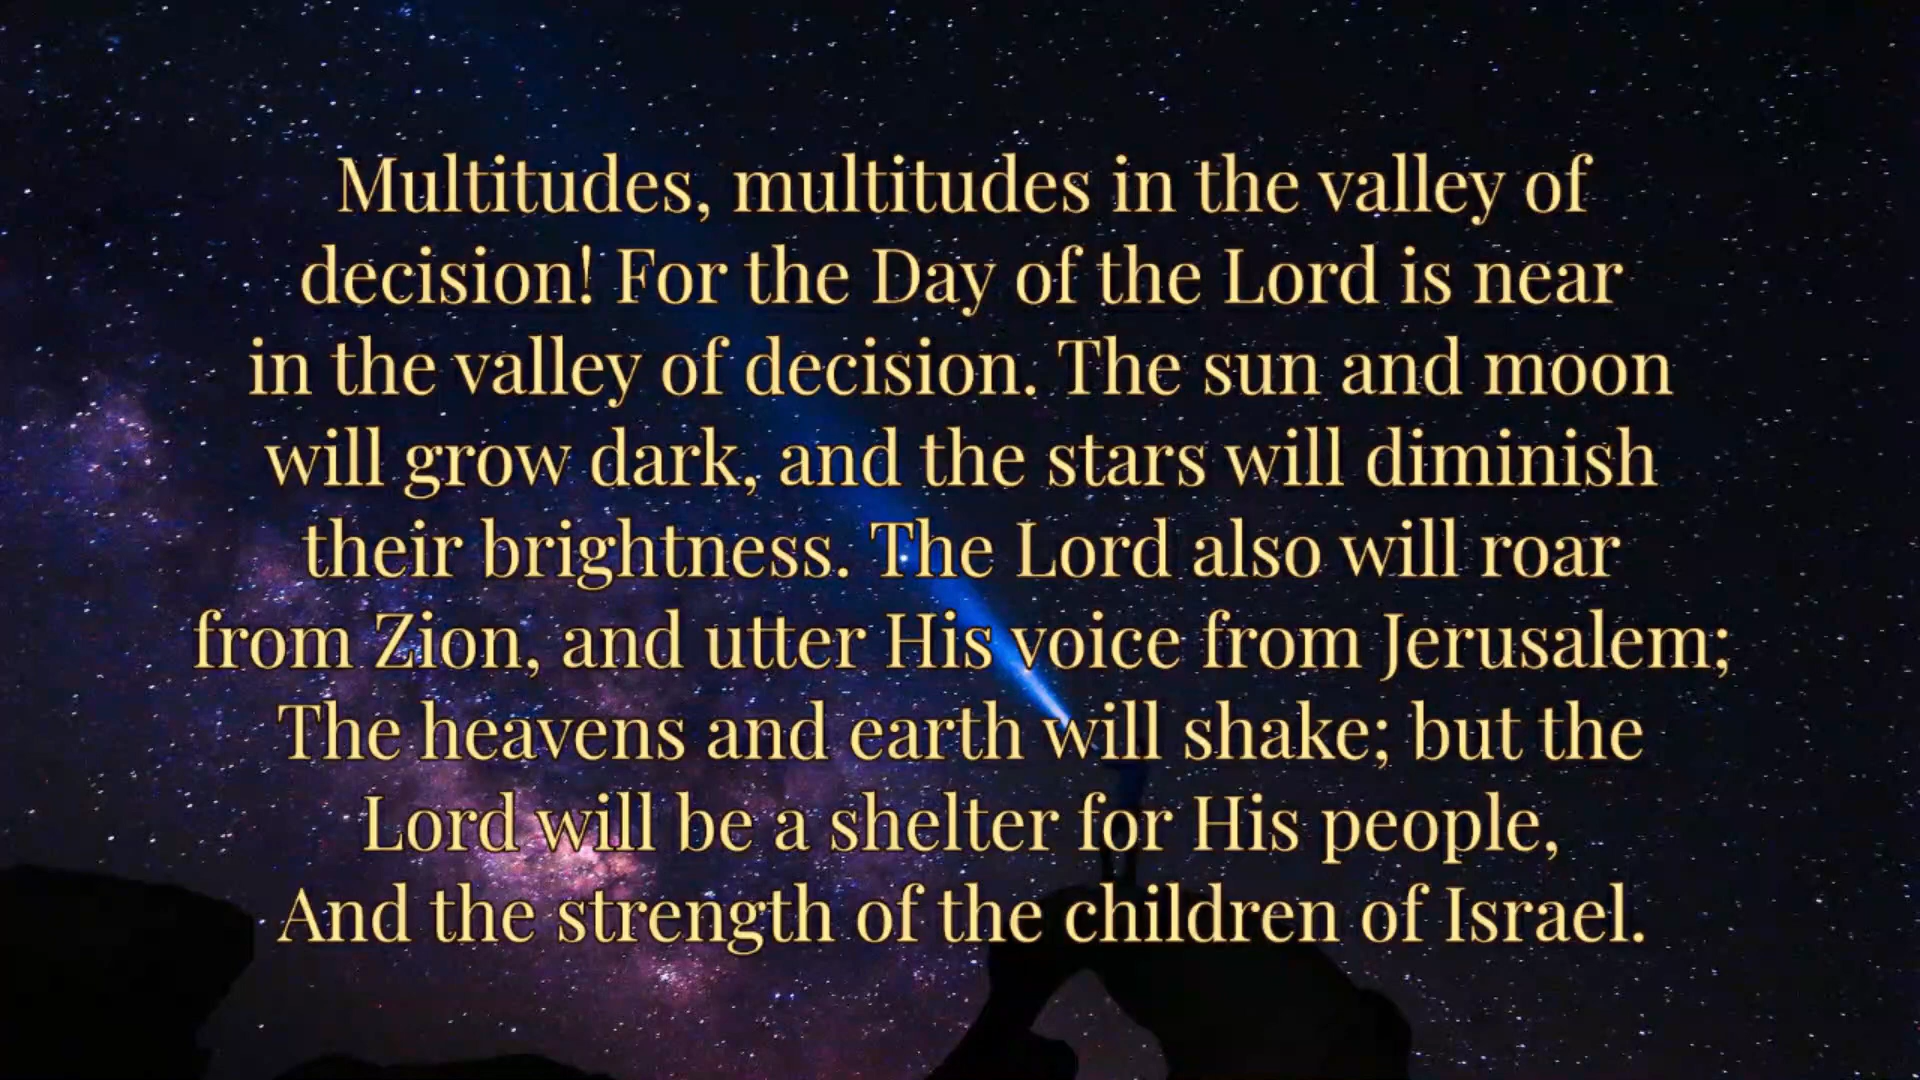 Multitudes, multitudes in the valley of
decision! For the Day of the Lord is near
in the valley of decision. The sun and moon
will grow dark, and the stars will diminish
their brightness. The Lord also will roar
from Zion, and utter His voice from Jerusalem;
The heavens and earth will shake; but the
Lord will be a shelter for His people,
And the strength of the children of Israel.